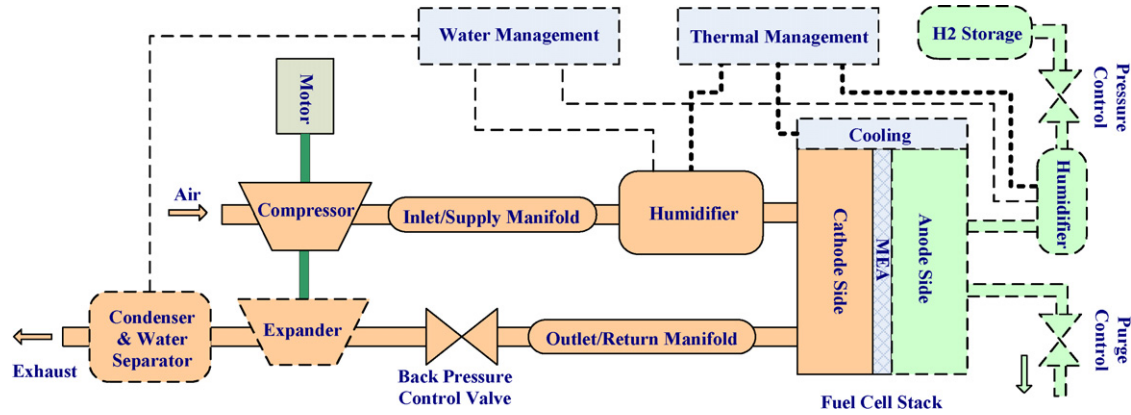 Water Management
Thermal Management
H2 Storage
Pressure
Control
Motor
Cooling
Air
Compressor
Inlet/Supply Manifold
Humidifier
Cathode Side
MEA
Anode Side
Humidifier
Condenser
& Water
Separator
Expander
Outlet/Return Manifold
Purge
Control
Exhaust
Back Pressure
Control Valve
Fuel Cell Stack